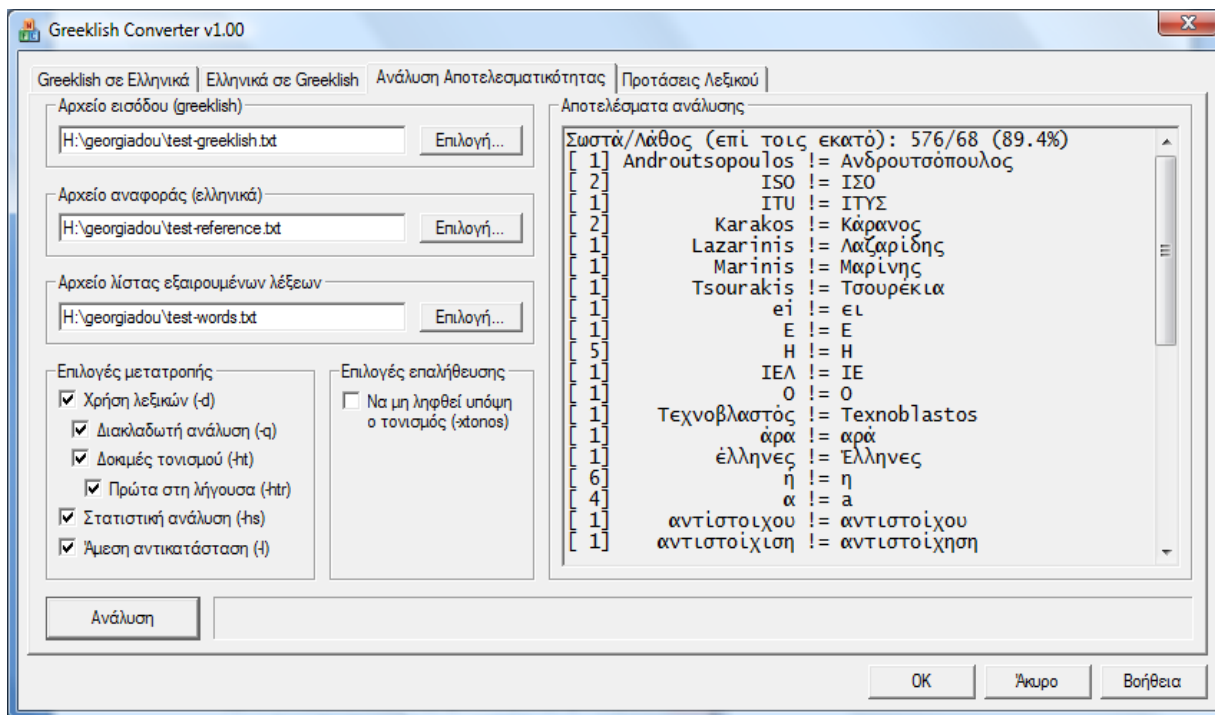 Greeklish Converter v1.00
Greeklish σε Ελληνικά
Ελληνικά σε Greeklish
Ανάλυση Αποτελεσματικότητας
Προτάσεις Λεξικού
Αρχείο εισόδου (greeklish)
H:\georgiadou\test-greeklish.txt
Επιλογή...
Αρχείο αναφοράς (ελληνικά)
H:\georgiadou\test-reference.txt
Επιλογή...
Αρχείο λίστας εξαιρουμένων λέξεων
H:\georgiadou\test-words.txt
Επιλογή...
Επιλογές μετατροπής
Χρήση λεξικών (-d)
Διακλαδωτή ανάλυση (-q)
Δοκιμές τονισμού (-ht)
Πρώτα στη λήγουσα (-htr)
Στατιστική ανάλυση (-hs)
Άμεση αντικατάσταση (-l)
Επιλογές επαλήθευσης
Να μη ληφθεί υπόψη
ο τονισμός (-xtonos)
Αποτελέσματα ανάλυσης
Σωστά/Λάθος (επί τοις εκατό): 576/68 (89.4%)
[ 1] Androutsopoulos != Ανδρουτσόπουλος
[ 2] ISO != ΙΣΟ
[ 1] ITU != ΙΤΥΣ
[ 2] Karakos != Κάρανος
[ 1] Lazarinis != Λαζαρίδης
[ 1] Marinis != Μαρίνης
[ 1] Tsourakis != Τσουρέκια
[ 1] ei != ει
[ 1] Ε != E
[ 5] Η != H
[ 1] ΙΕΛ != ΙΕ
[ 1] Ο != O
[ 1] Τεχνοβλαστός != Texnoblastos
[ 1] άρα != αρά
[ 1] έλληνες != Έλληνες
[ 6] ή != η
[ 4] α != a
[ 1] αντίστοιχου != αντιστοίχου
[ 1] αντιστοίχιση != αντιστοίχηση
Ανάλυση
OK
Άκυρο
Βοήθεια